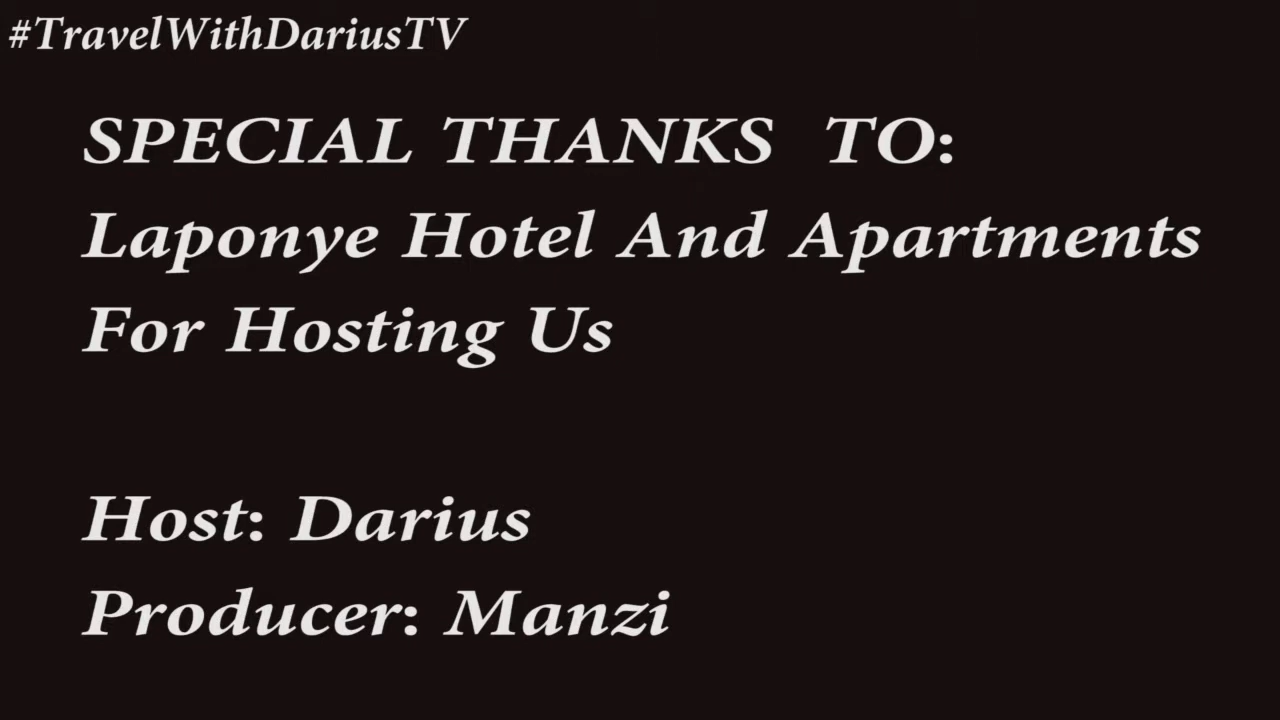 #TravelWithDariusTV
SPECIAL THANKS  TO:
Laponye Hotel And Apartments
For Hosting Us
Host: Darius
Producer: Manzi